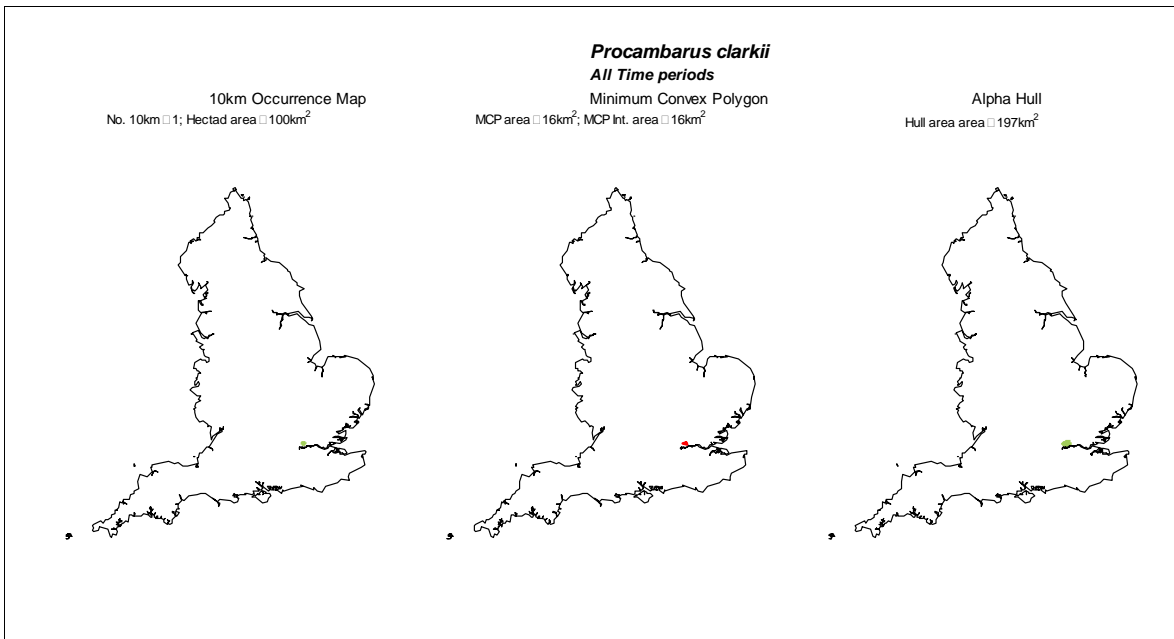 Procambarus clarkii
All Time periods
10km Occurrence Map
No. 10km □ 1; Hectad area □ 100km²
Minimum Convex Polygon
MCP area □ 16km²; MCP Int. area □ 16km²
Alpha Hull
Hull area area □ 197km²